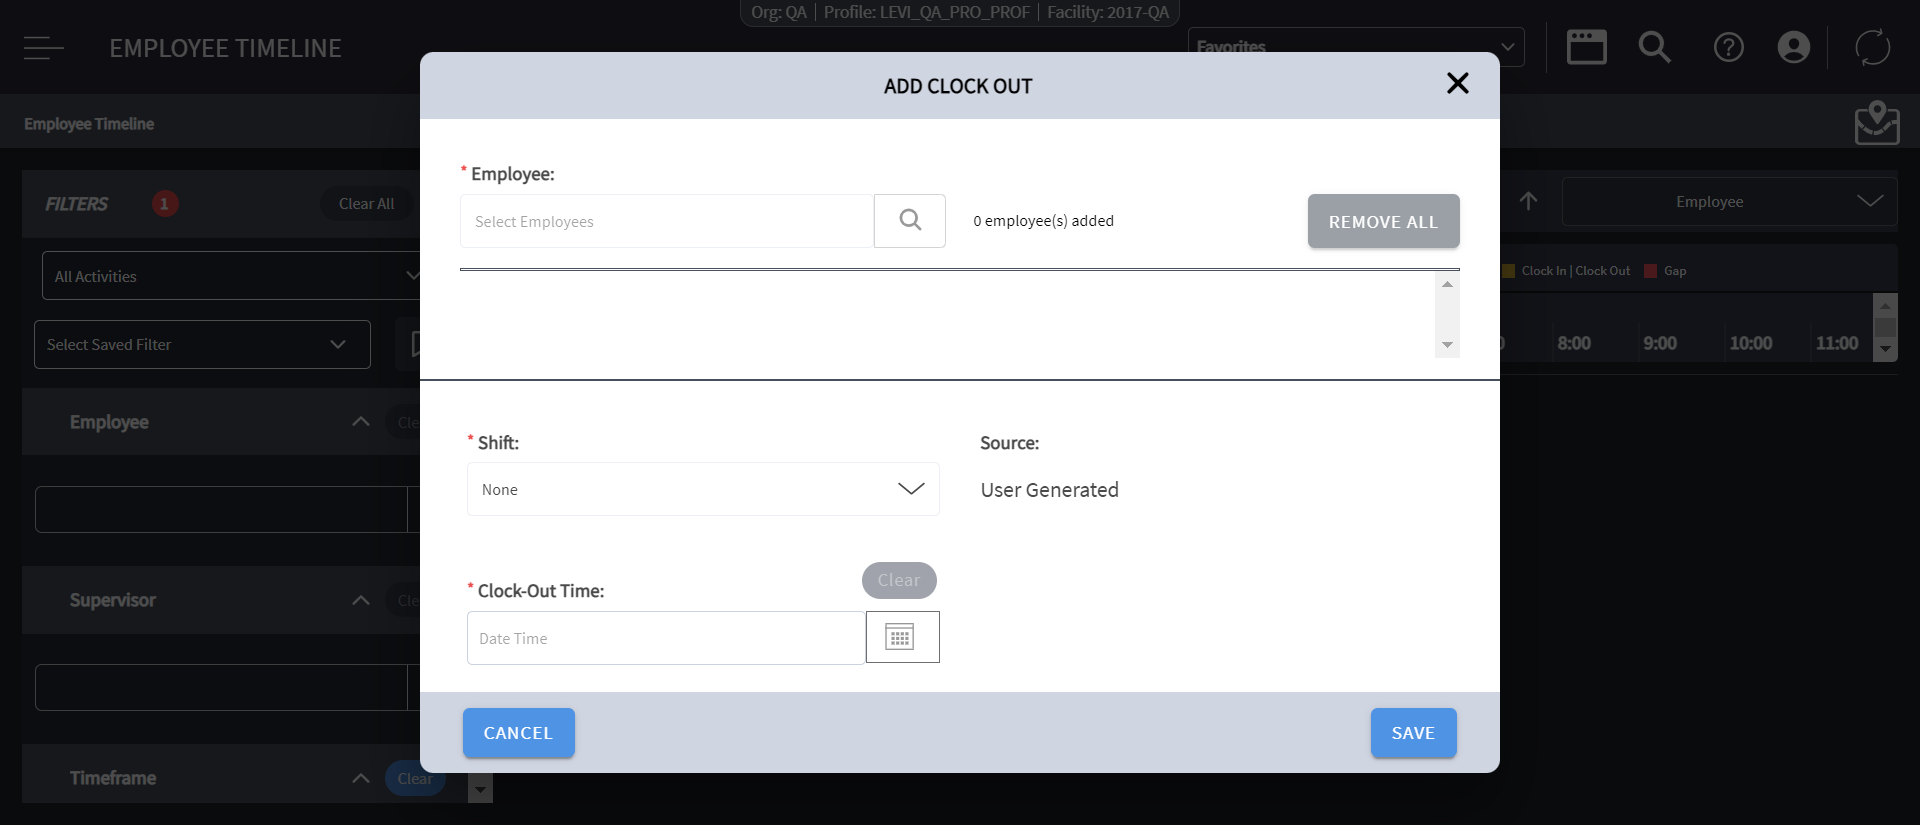 Org: QA | Profile: LEVI_QA_PRO_PROF | Facility: 2017-QA
EMPLOYEE TIMELINE
Favorites
Employee Timeline
ADD CLOCK OUT
FILTERS 1 Clear All
All Activities
Select Saved Filter
Employee
Supervisor
Timeframe Clear
* Employee:
Select Employees
0 employee(s) added
REMOVE ALL
* Shift:
None
Source:
User Generated
* Clock-Out Time:
Clear
Date Time
CANCEL
SAVE
Employee
Clock In | Clock Out Gap
8:00 9:00 10:00 11:00